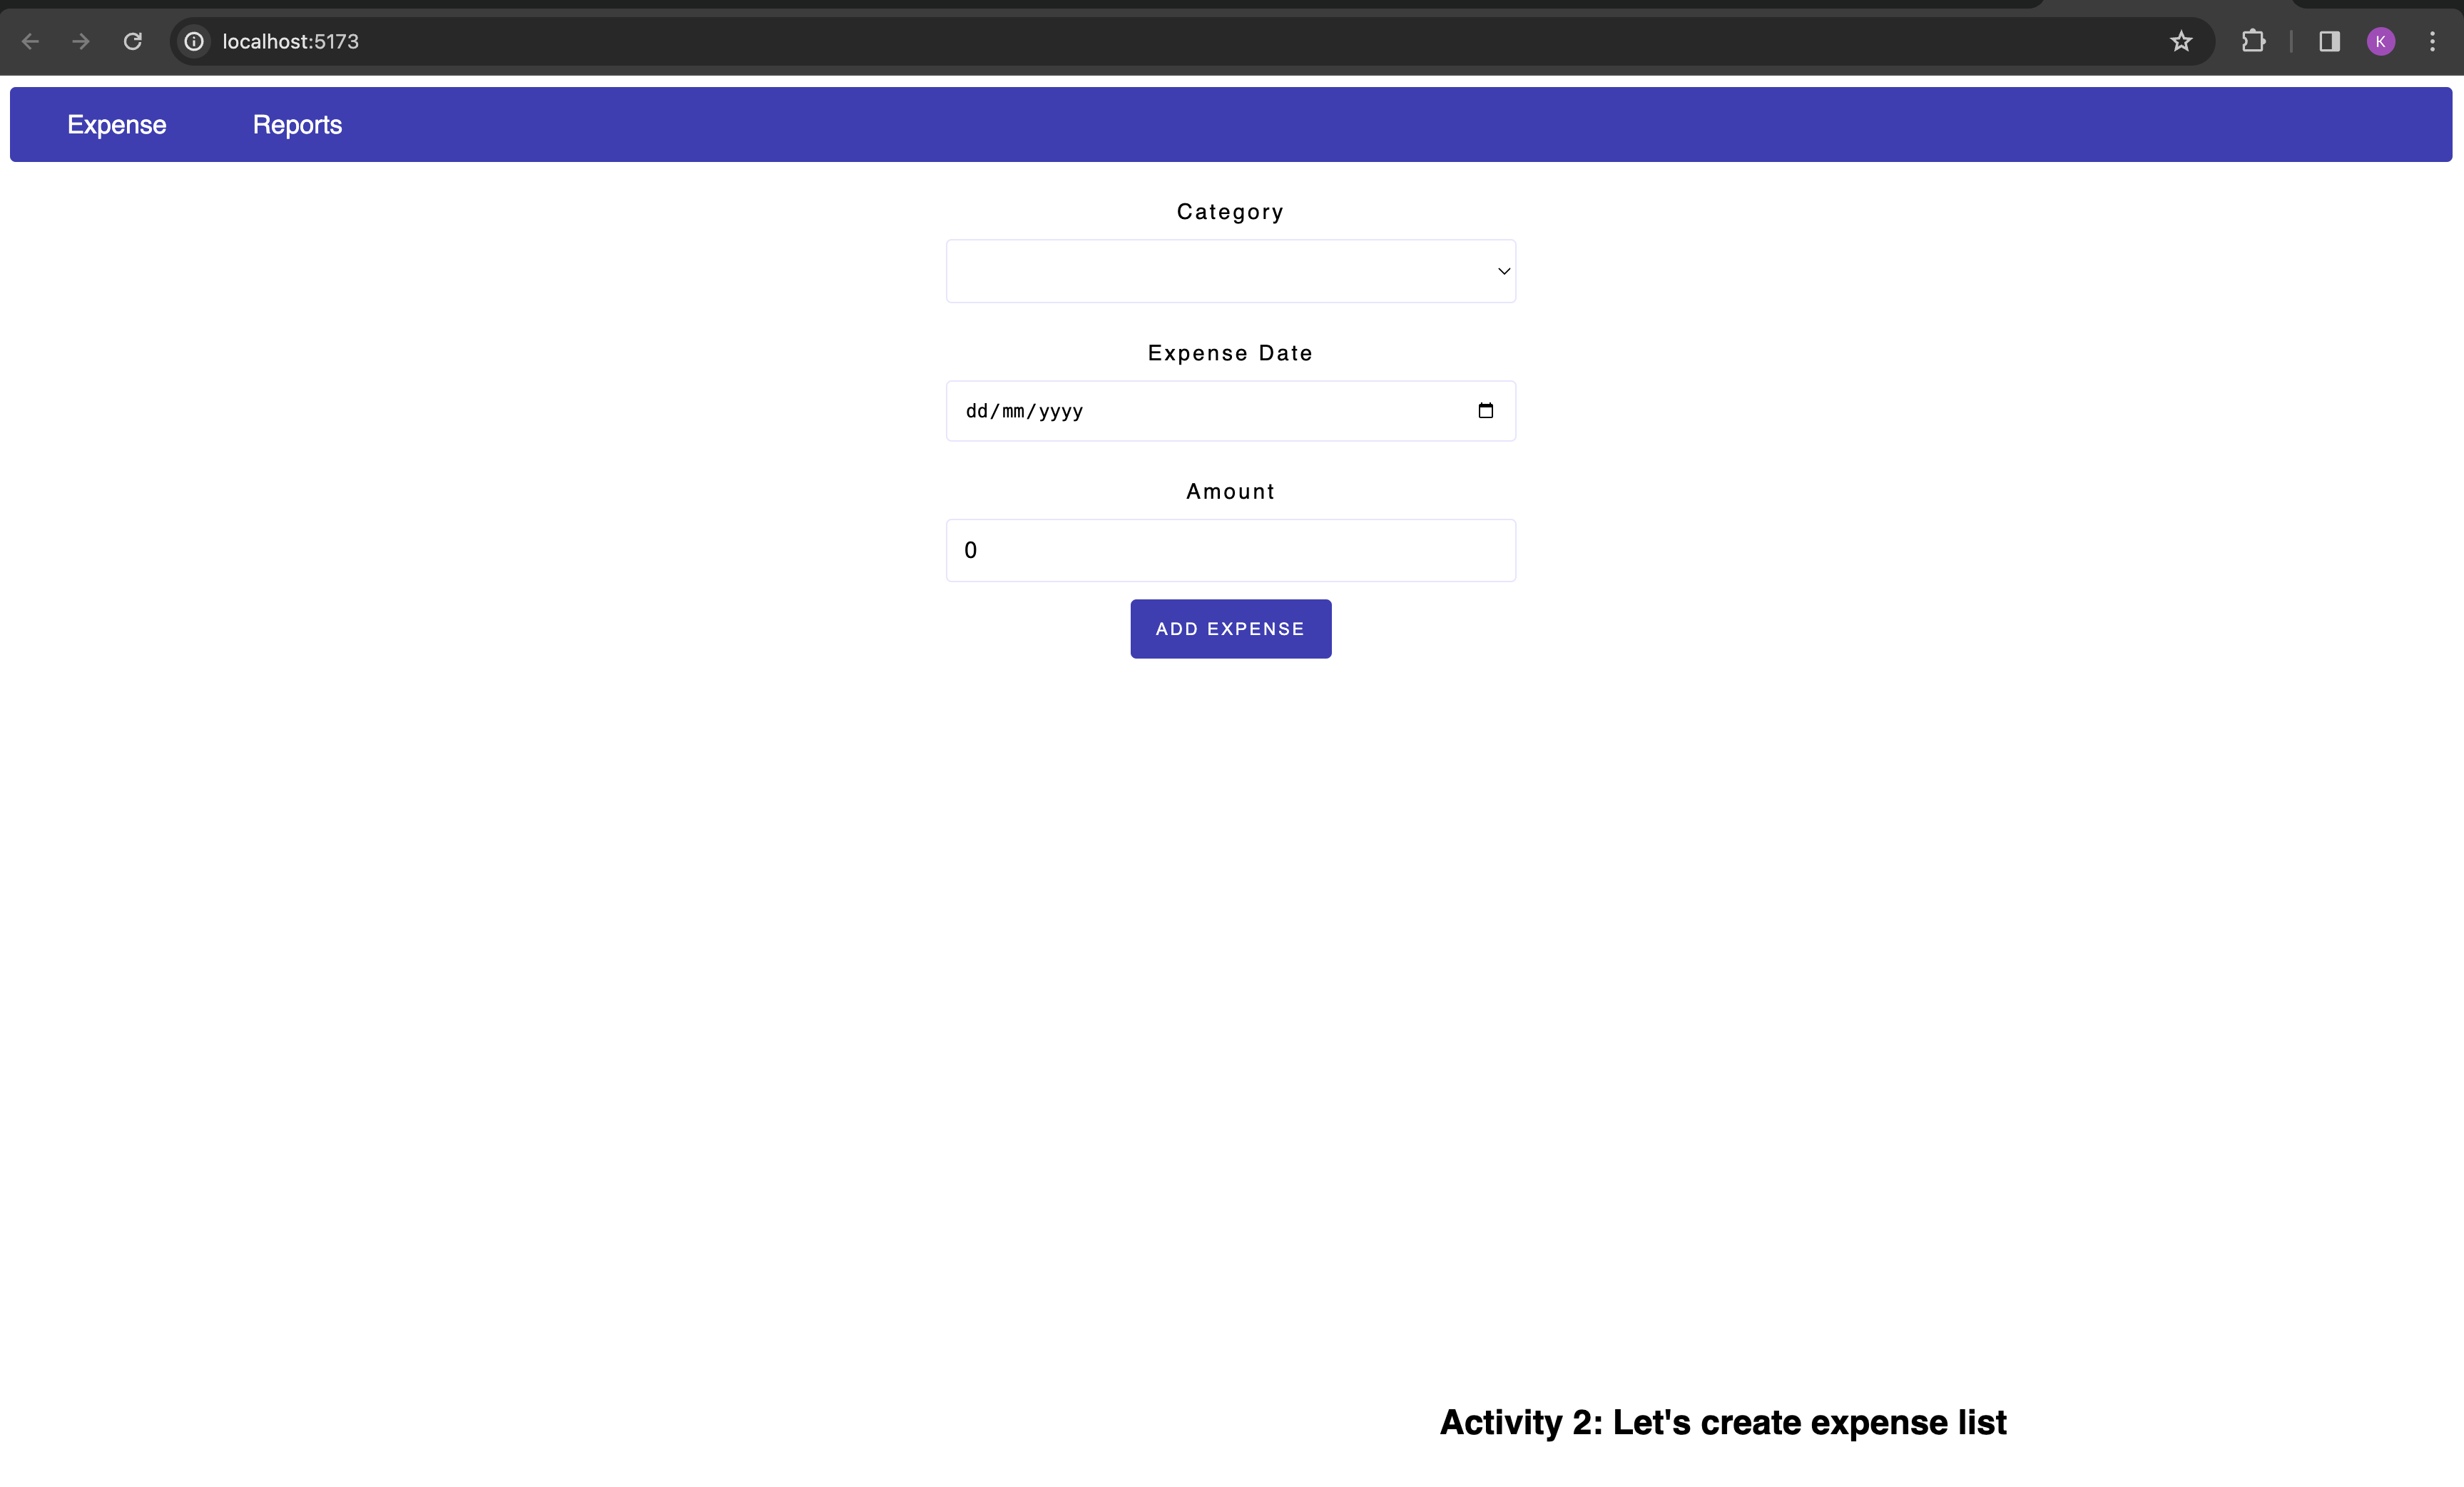 localhost:5173
K
Expense Reports
Category
Expense Date
dd/mm/yyyy
Amount
0
ADD EXPENSE
Activity 2: Let's create expense list